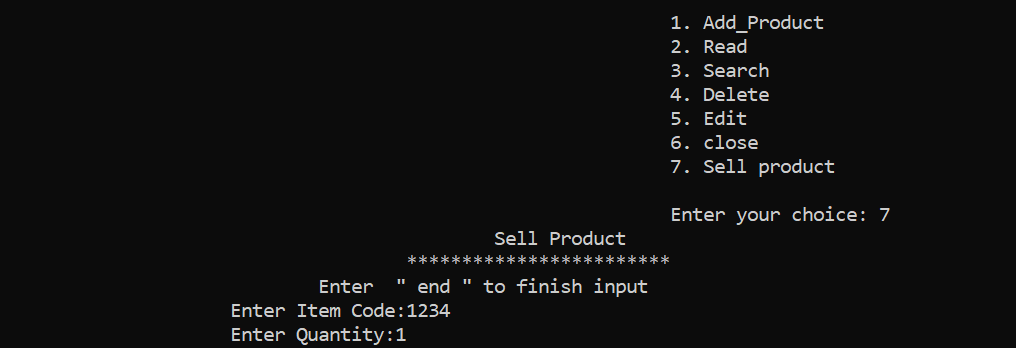 1. Add_Product
2. Read
3. Search
4. Delete
5. Edit
6. close
7. Sell product
Enter your choice: 7
Sell Product
************************
Enter  " end " to finish input
Enter Item Code:1234
Enter Quantity:1